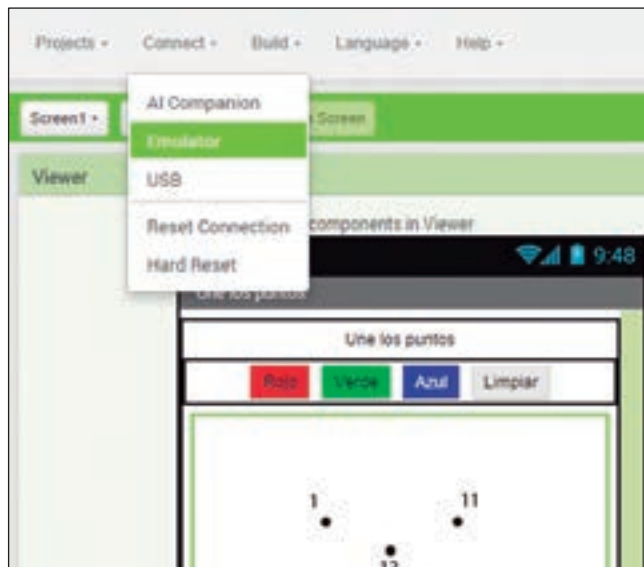 Projects Connect Build Language Help
AI Companion
Screen1 Screen
Emulator
Viewer
USB
Reset Connection components in Viewer
Hard Reset
9:48
Une los puntos
Une los puntos
Rojo Verde Azul Limpiar
1 11
12